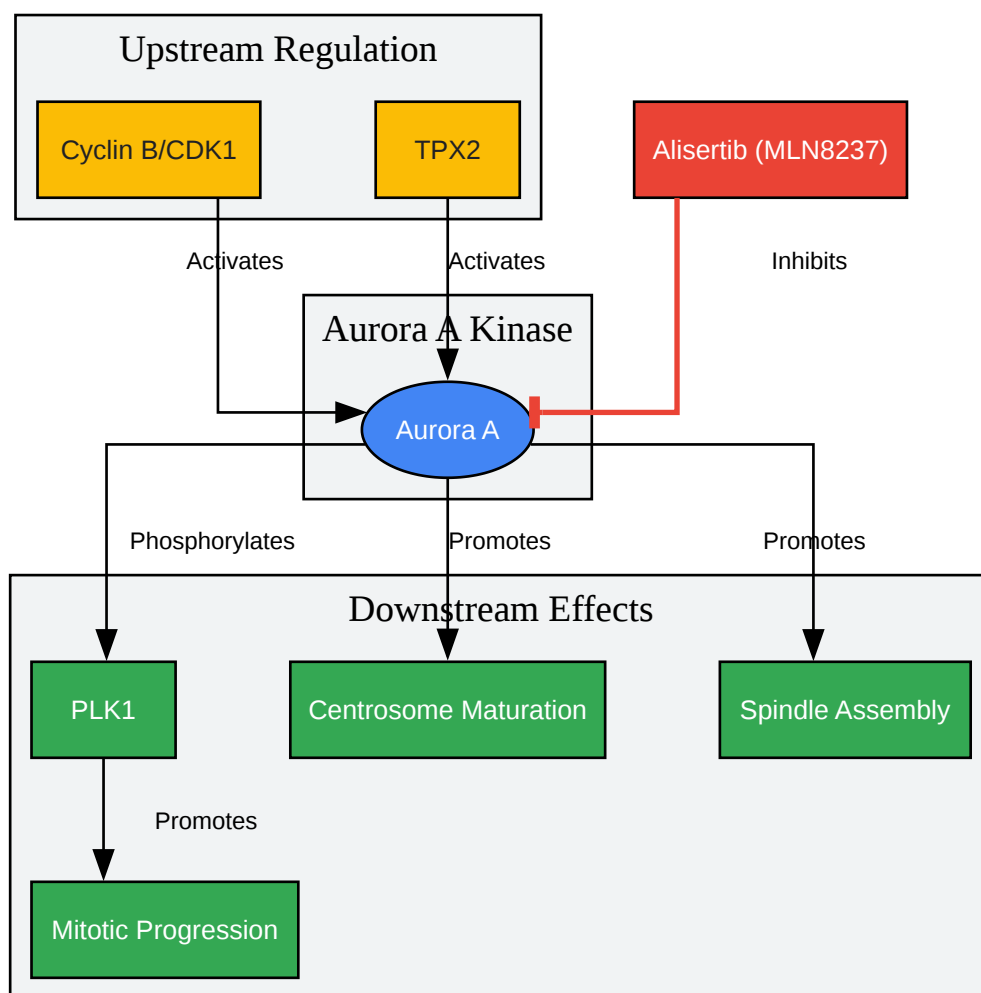 Upstream Regulation
Cyclin B/CDK1
TPX2
Alisertib (MLN8237)
Activates
Activates
Inhibits
Aurora A Kinase
Aurora A
Phosphorylates
Promotes
Promotes
Downstream Effects
PLK1
Centrosome Maturation
Spindle Assembly
Promotes
Mitotic Progression